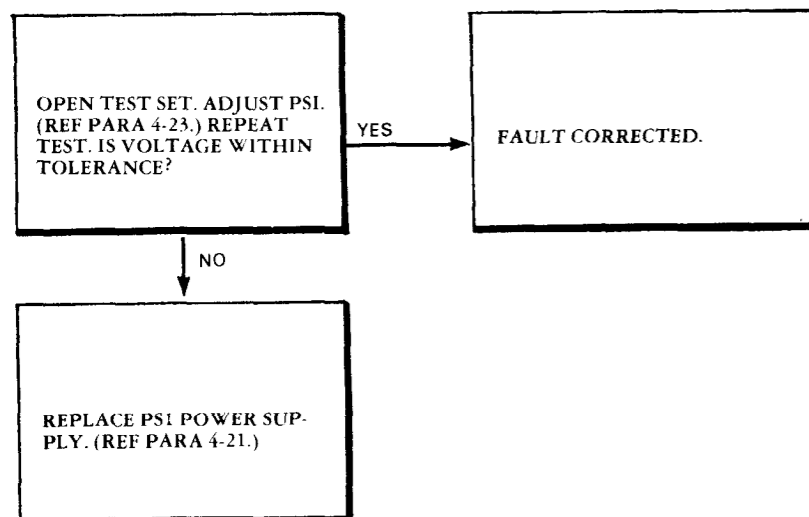 OPEN TEST SET. ADJUST PS1.
(REF PARA 4-23.) REPEAT
TEST. IS VOLTAGE WITHIN
TOLERANCE?
YES
FAULT CORRECTED.
NO
REPLACE PS1 POWER SUP-
PLY. (REF PARA 4-21.)